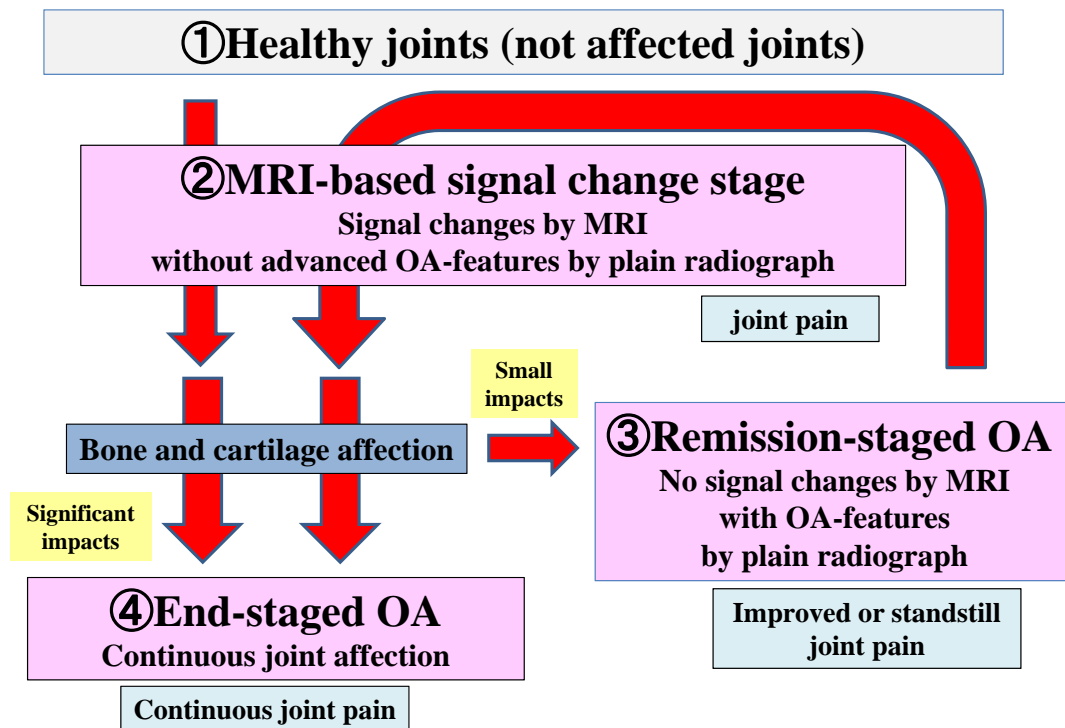 ①Healthy joints (not affected joints)
②MRI-based signal change stage
Signal changes by MRI
without advanced OA-features by plain radiograph
joint pain
Small
impacts
Bone and cartilage affection
③Remission-staged OA
No signal changes by MRI
with OA-features
by plain radiograph
Significant
impacts
Improved or standstill
joint pain
④End-staged OA
Continuous joint affection
Continuous joint pain